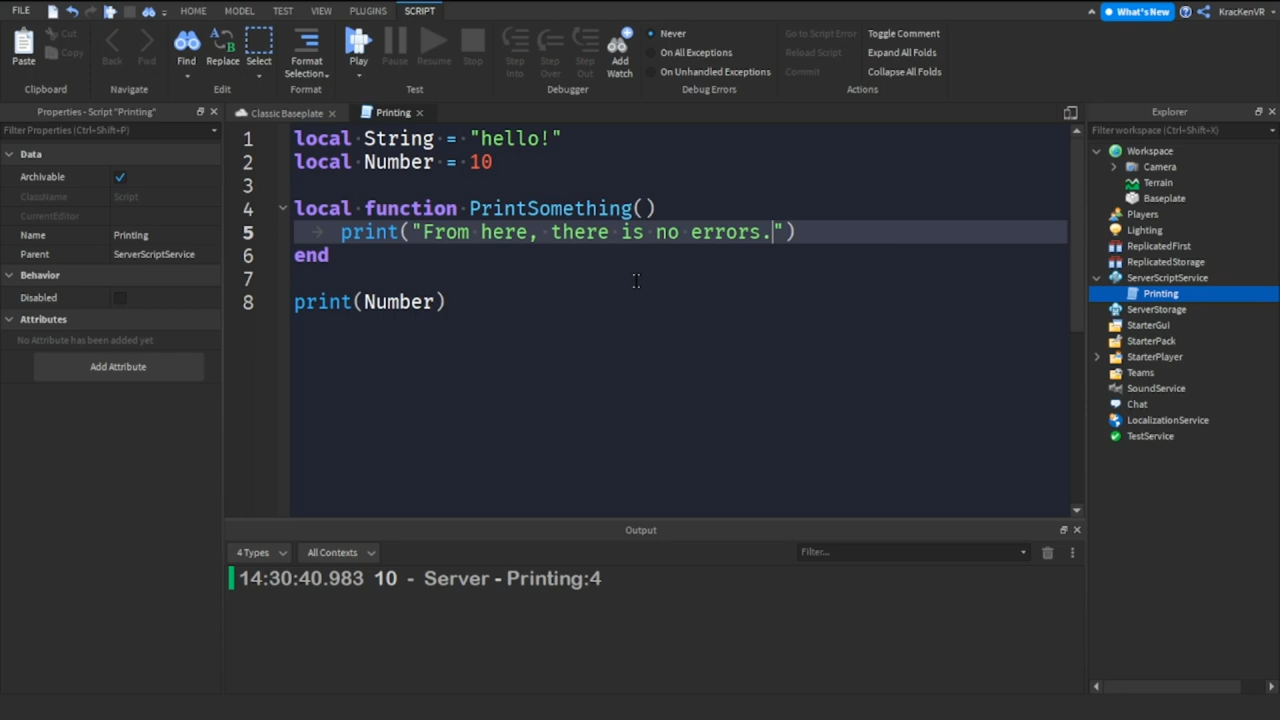 FILE HOME MODEL TEST VIEW PLUGINS SCRIPT What's New KracKenVR
Paste Cut Copy Back Fwd Find Replace Select Format Selection Play Pause Resume Stop Step Into Step Over Step Out Add Watch Never On All Exceptions On Unhandled Exceptions Go to Script Error Reload Script Commit Toggle Comment Expand All Folds Collapse All Folds
Clipboard Navigate Edit Format Test Debugger Debug Errors Actions
Properties - Script "Printing"
Filter Properties (Ctrl+Shift+P)
Data
Archivable
ClassName Script
CurrentEditor
Name Printing
Parent ServerScriptService
Behavior
Disabled
Attributes
No Attribute has been added yet
Add Attribute
Classic Baseplate Printing
1 local String = "hello!"
2 local Number = 10
3
4 local function PrintSomething()
5 print("From here, there is no errors.")
6 end
7
8 print(Number)
Output
4 Types All Contexts Filter...
14:30:40.983 10 - Server - Printing:4
Explorer
Filter workspace (Ctrl+Shift+X)
Workspace
Camera
Terrain
Baseplate
Players
Lighting
ReplicatedFirst
ReplicatedStorage
ServerScriptService
Printing
ServerStorage
StarterGui
StarterPack
StarterPlayer
Teams
SoundService
Chat
LocalizationService
TestService